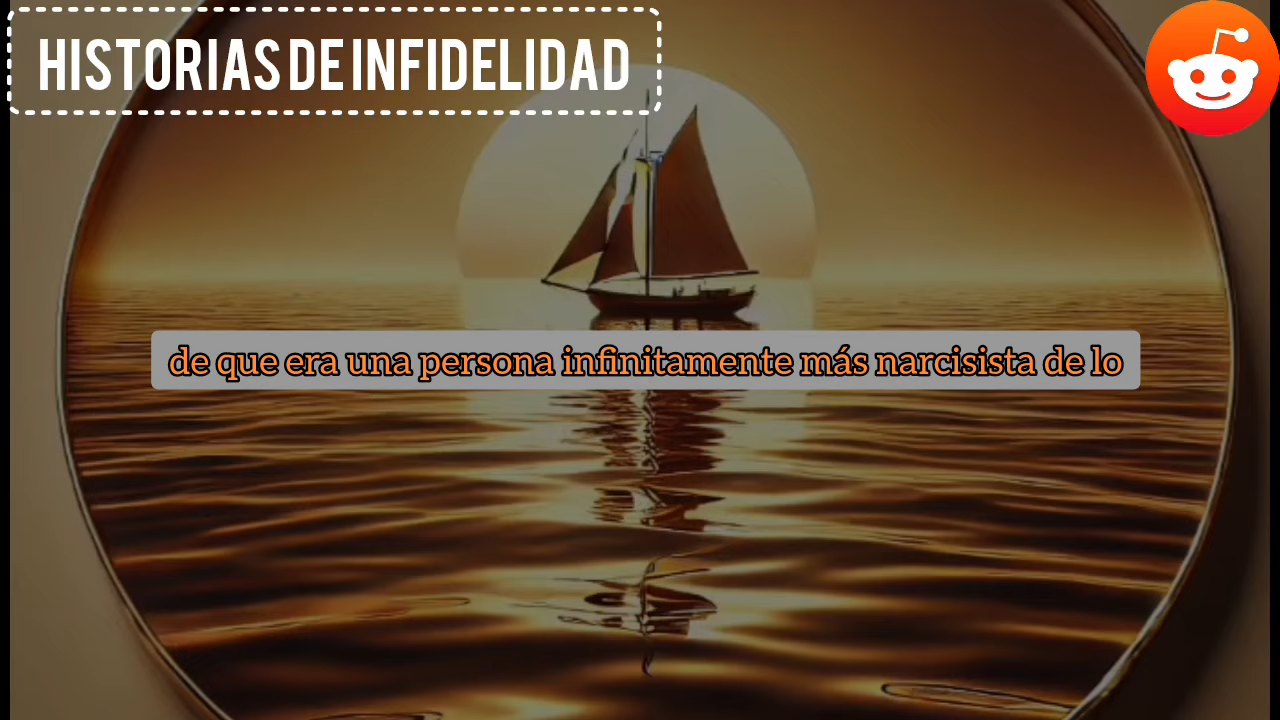 HISTORIAS DE INFIDELIDAD
de que era una persona infinitamente más narcisista de lo